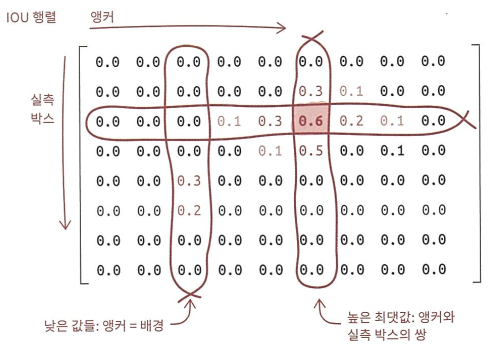 IOU 행렬 앵커
실측
박스
0.0 0.0 0.0 0.0 0.0 0.0 0.0 0.0 0.0
0.0 0.0 0.0 0.0 0.0 0.3 0.1 0.0 0.0
0.0 0.0 0.0 0.1 0.3 0.6 0.2 0.1 0.0
0.0 0.0 0.0 0.0 0.1 0.5 0.0 0.1 0.0
0.0 0.0 0.3 0.0 0.0 0.0 0.0 0.0 0.0
0.0 0.0 0.2 0.0 0.0 0.0 0.0 0.0 0.0
0.0 0.0 0.0 0.0 0.0 0.0 0.0 0.0 0.0
0.0 0.0 0.0 0.0 0.0 0.0 0.0 0.0 0.0
낮은 값들: 앵커 = 배경
높은 최댓값: 앵커와
실측 박스의 쌍